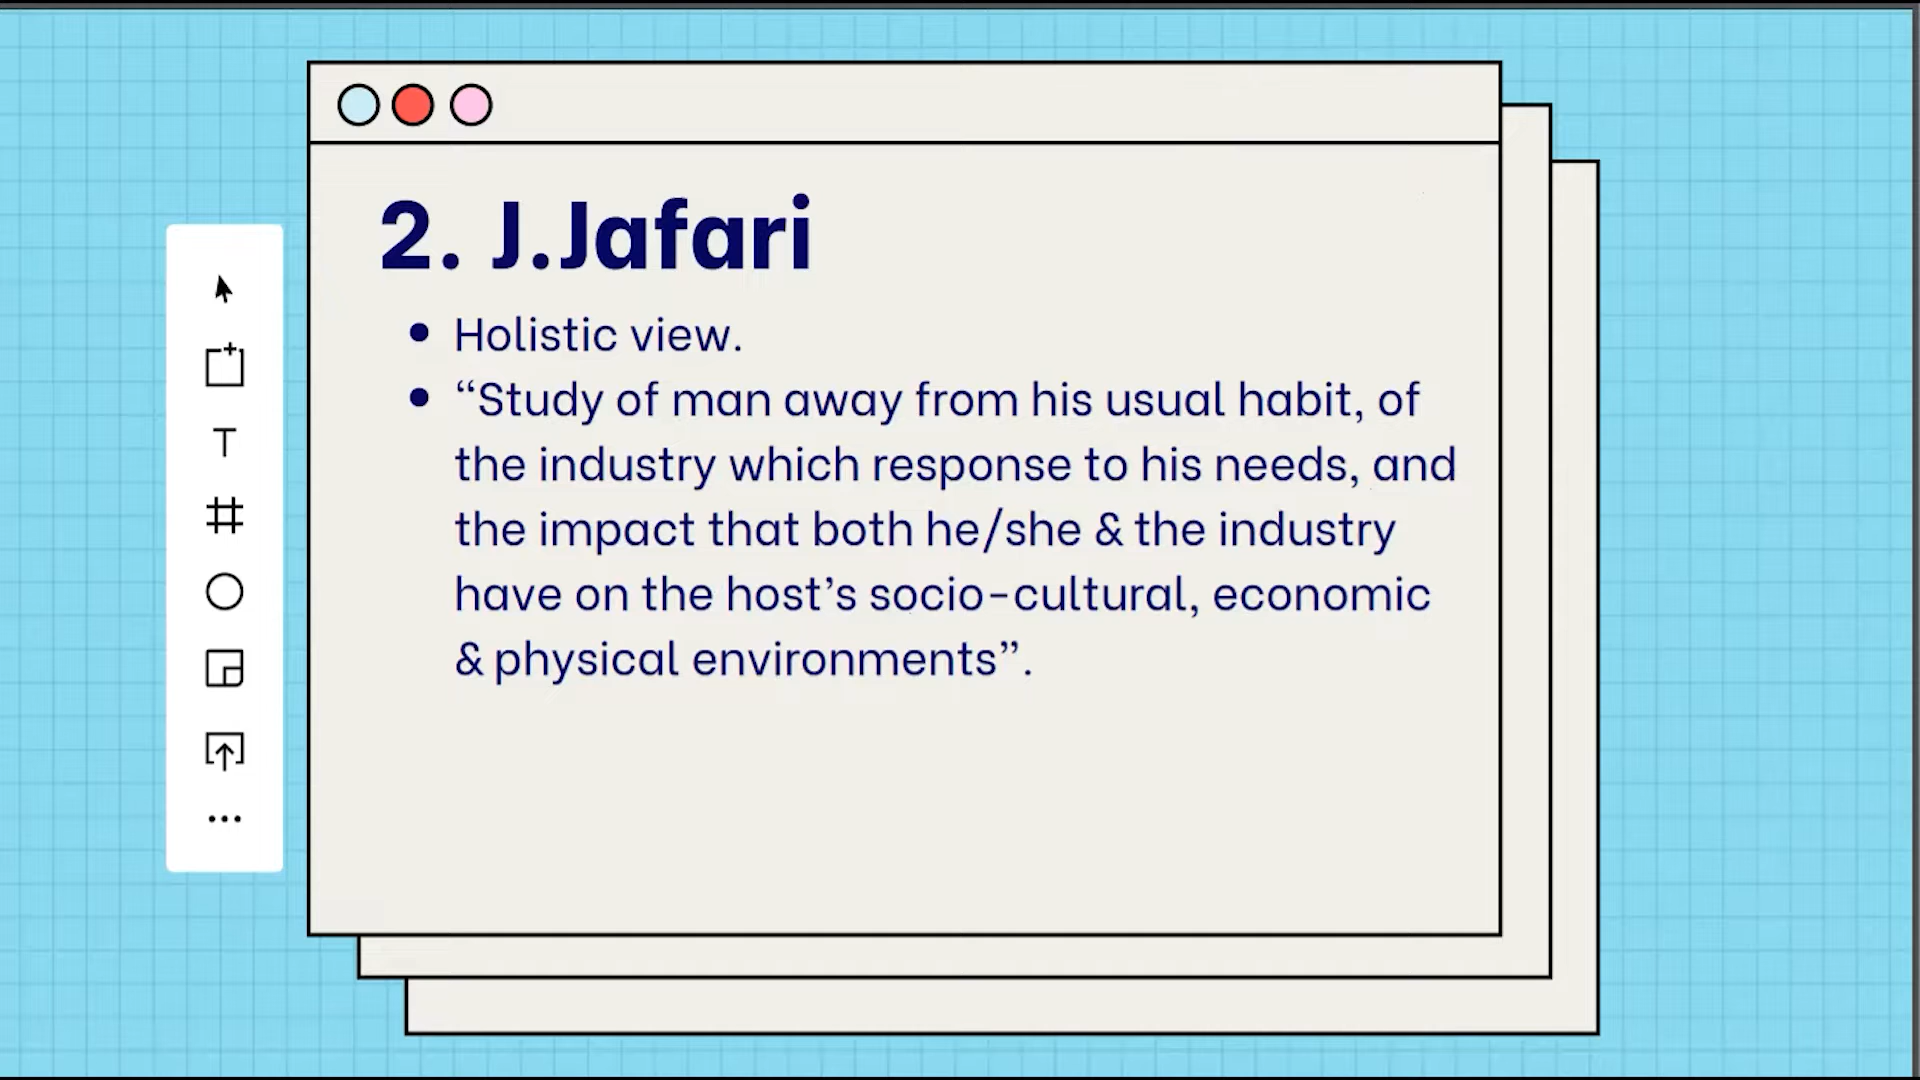 2. J.Jafari
• Holistic view.
• “Study of man away from his usual habit, of
the industry which response to his needs, and
the impact that both he/she & the industry
have on the host’s socio-cultural, economic
& physical environments”.